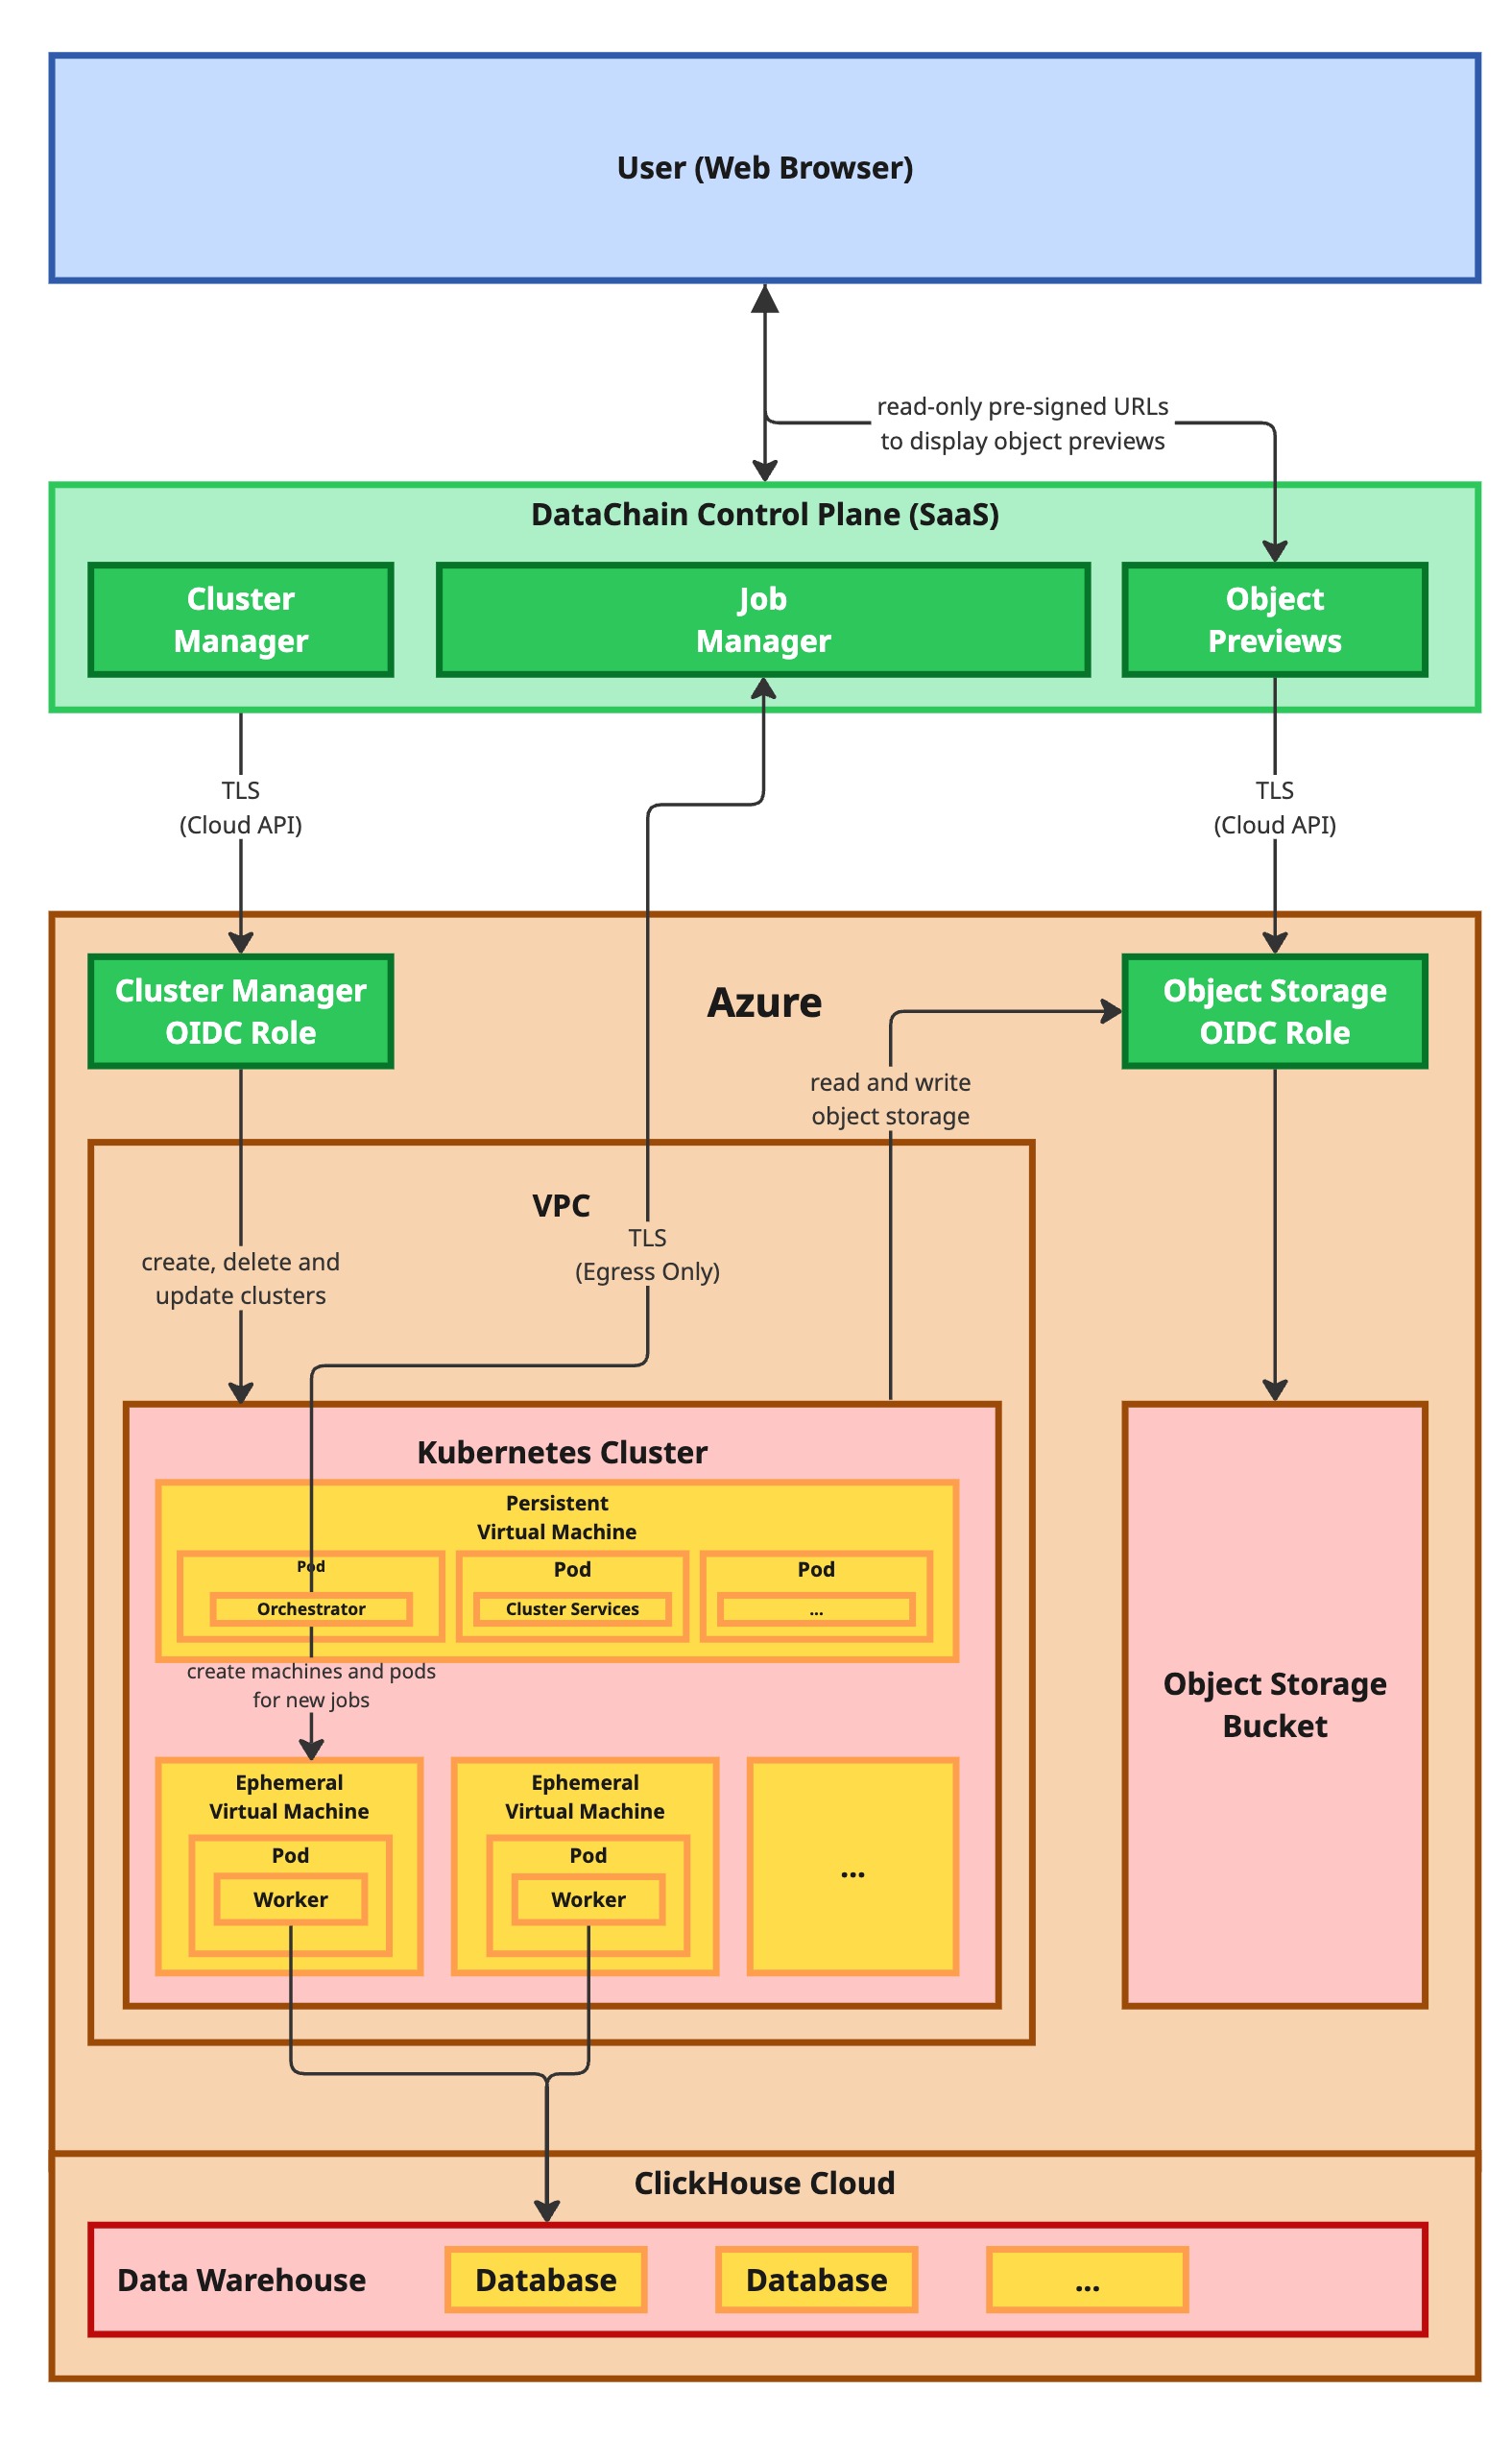 User (Web Browser)
read-only pre-signed URLs
to display object previews
DataChain Control Plane (SaaS)
Cluster
Manager
Job
Manager
Object
Previews
TLS
(Cloud API)
TLS
(Cloud API)
Cluster Manager
OIDC Role
Azure
Object Storage
OIDC Role
read and write
object storage
VPC
TLS
(Egress Only)
create, delete and
update clusters
Kubernetes Cluster
Persistent
Virtual Machine
Pod
Orchestrator
Pod
Cluster Services
Pod
...
create machines and pods
for new jobs
Ephemeral
Virtual Machine
Pod
Worker
Ephemeral
Virtual Machine
Pod
Worker
...
Object Storage
Bucket
ClickHouse Cloud
Data Warehouse
Database
Database
...